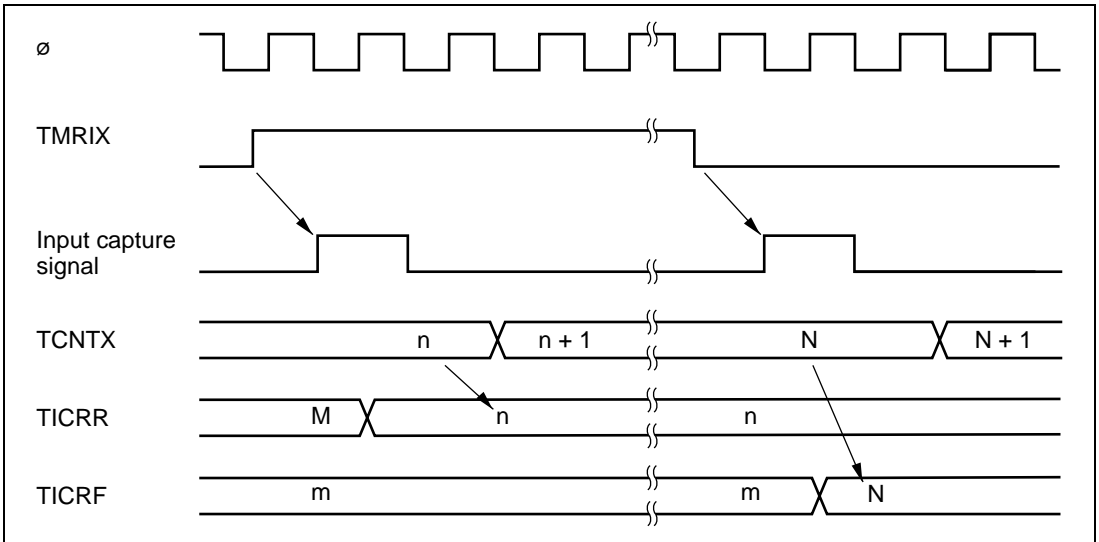 ø
TMRIX
Input capture
signal
TCNTX n n + 1 N N + 1
TICRR M n n
TICRF m m N